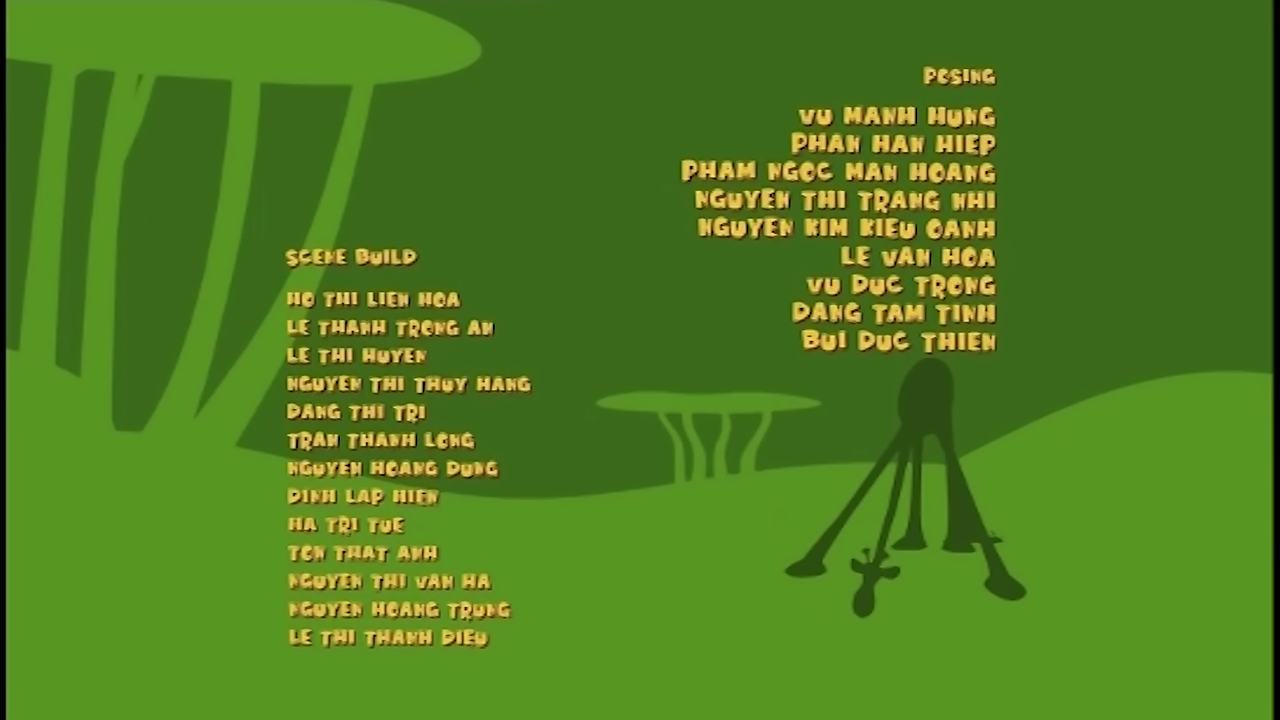 SCENE BUILD
HO THI LIEN HOA
LE THANH TRONG AN
LE THI HUYEN
NGUYEN THI THUY HANG
DANG THI TRI
TRAN THANH LONG
NGUYEN HOANG DUNG
DINH LAP HIEN
HA TRI TUE
TON THAT ANH
NGUYEN THI VAN HA
NGUYEN HOANG TRUNG
LE THI THANH DIEU
POSING
VU MANH HUNG
PHAN HAN HIEP
PHAM NGOC MAN HOANG
NGUYEN THI TRANG NHI
NGUYEN KIM KIEU OANH
LE VAN HOA
VU DUC TRONG
DANG TAM TINH
BUI DUC THIEN